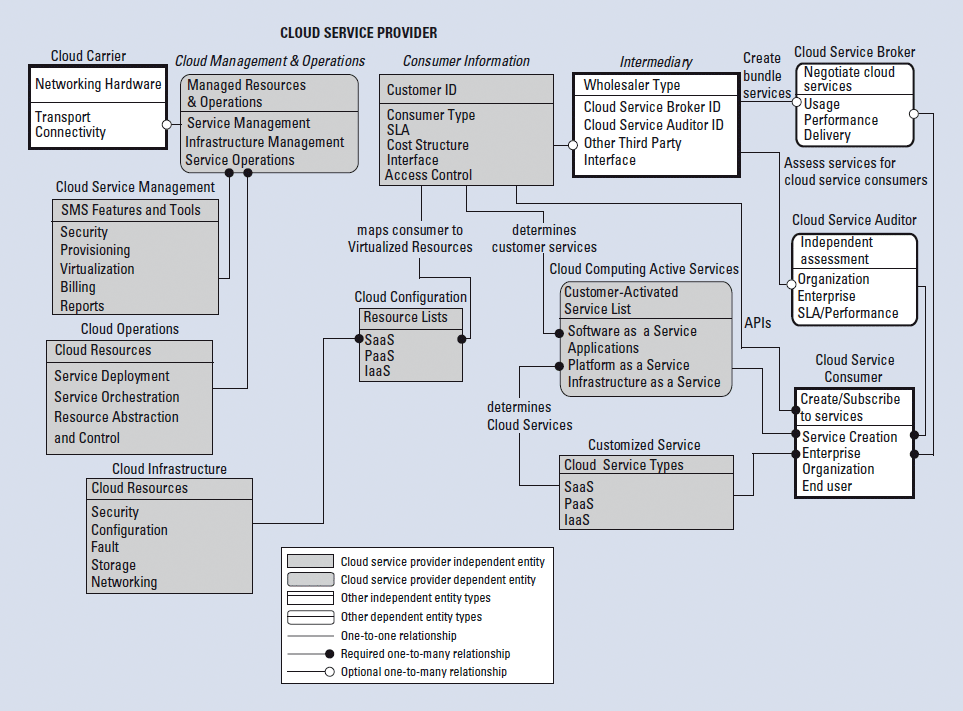 CLOUD SERVICE PROVIDER
Cloud Carrier
Networking Hardware
Transport
Connectivity
Cloud Management & Operations
Managed Resources
& Operations
Service Management
Infrastructure Management
Service Operations
Consumer Information
Customer ID
Consumer Type
SLA
Cost Structure
Interface
Access Control
Intermediary
Wholesaler Type
Cloud Service Broker ID
Cloud Service Auditor ID
Other Third Party
Interface
Create
bundle
services
Cloud Service Broker
Negotiate cloud
services
Usage
Performance
Delivery
Assess services for
cloud service consumers
Cloud Service Management
SMS Features and Tools
Security
Provisioning
Virtualization
Billing
Reports
maps consumer to
Virtualized Resources
determines
customer services
Cloud Service Auditor
Independent
assessment
Organization
Enterprise
SLA/Performance
Cloud Configuration
Resource Lists
SaaS
PaaS
IaaS
Cloud Computing Active Services
Customer-Activated
Service List
Software as a Service
Applications
Platform as a Service
Infrastructure as a Service
APIs
Cloud Operations
Cloud Resources
Service Deployment
Service Orchestration
Resource Abstraction
and Control
Cloud Service
Consumer
Create/Subscribe
to services
Service Creation
Enterprise
Organization
End user
determines
Cloud Services
Customized Service
Cloud Service Types
SaaS
PaaS
IaaS
Cloud Infrastructure
Cloud Resources
Security
Configuration
Fault
Storage
Networking
Cloud service provider independent entity
Cloud service provider dependent entity
Other independent entity types
Other dependent entity types
One-to-one relationship
Required one-to-many relationship
Optional one-to-many relationship